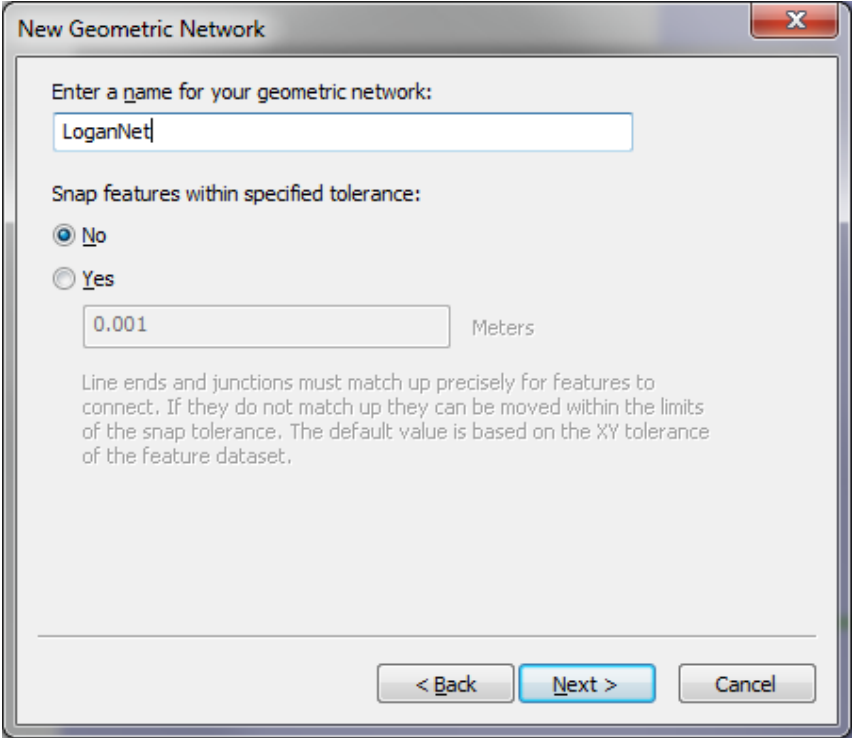 New Geometric Network
Enter a name for your geometric network:
LoganNet
Snap features within specified tolerance:
No
Yes
0.001 Meters
Line ends and junctions must match up precisely for features to
connect. If they do not match up they can be moved within the limits
of the snap tolerance. The default value is based on the XY tolerance
of the feature dataset.
< Back Next > Cancel